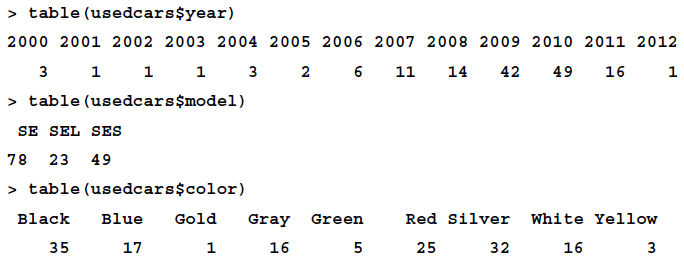 > table(usedcars$year)
2000 2001 2002 2003 2004 2005 2006 2007 2008 2009 2010 2011 2012
3 1 1 1 3 2 6 11 14 42 49 16 1
> table(usedcars$model)
SE SEL SES
78 23 49
> table(usedcars$color)
Black Blue Gold Gray Green Red Silver White Yellow
35 17 1 16 5 25 32 16 3